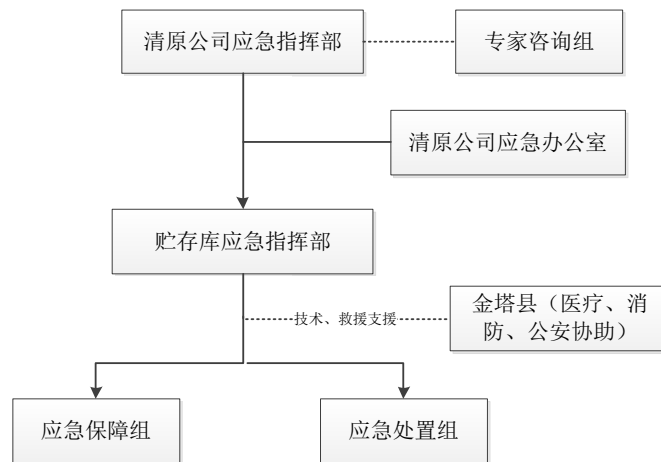 清原公司应急指挥部
专家咨询组
清原公司应急办公室
贮存库应急指挥部
技术、救援支援
金塔县（医疗、消
防、公安协助）
应急保障组
应急处置组